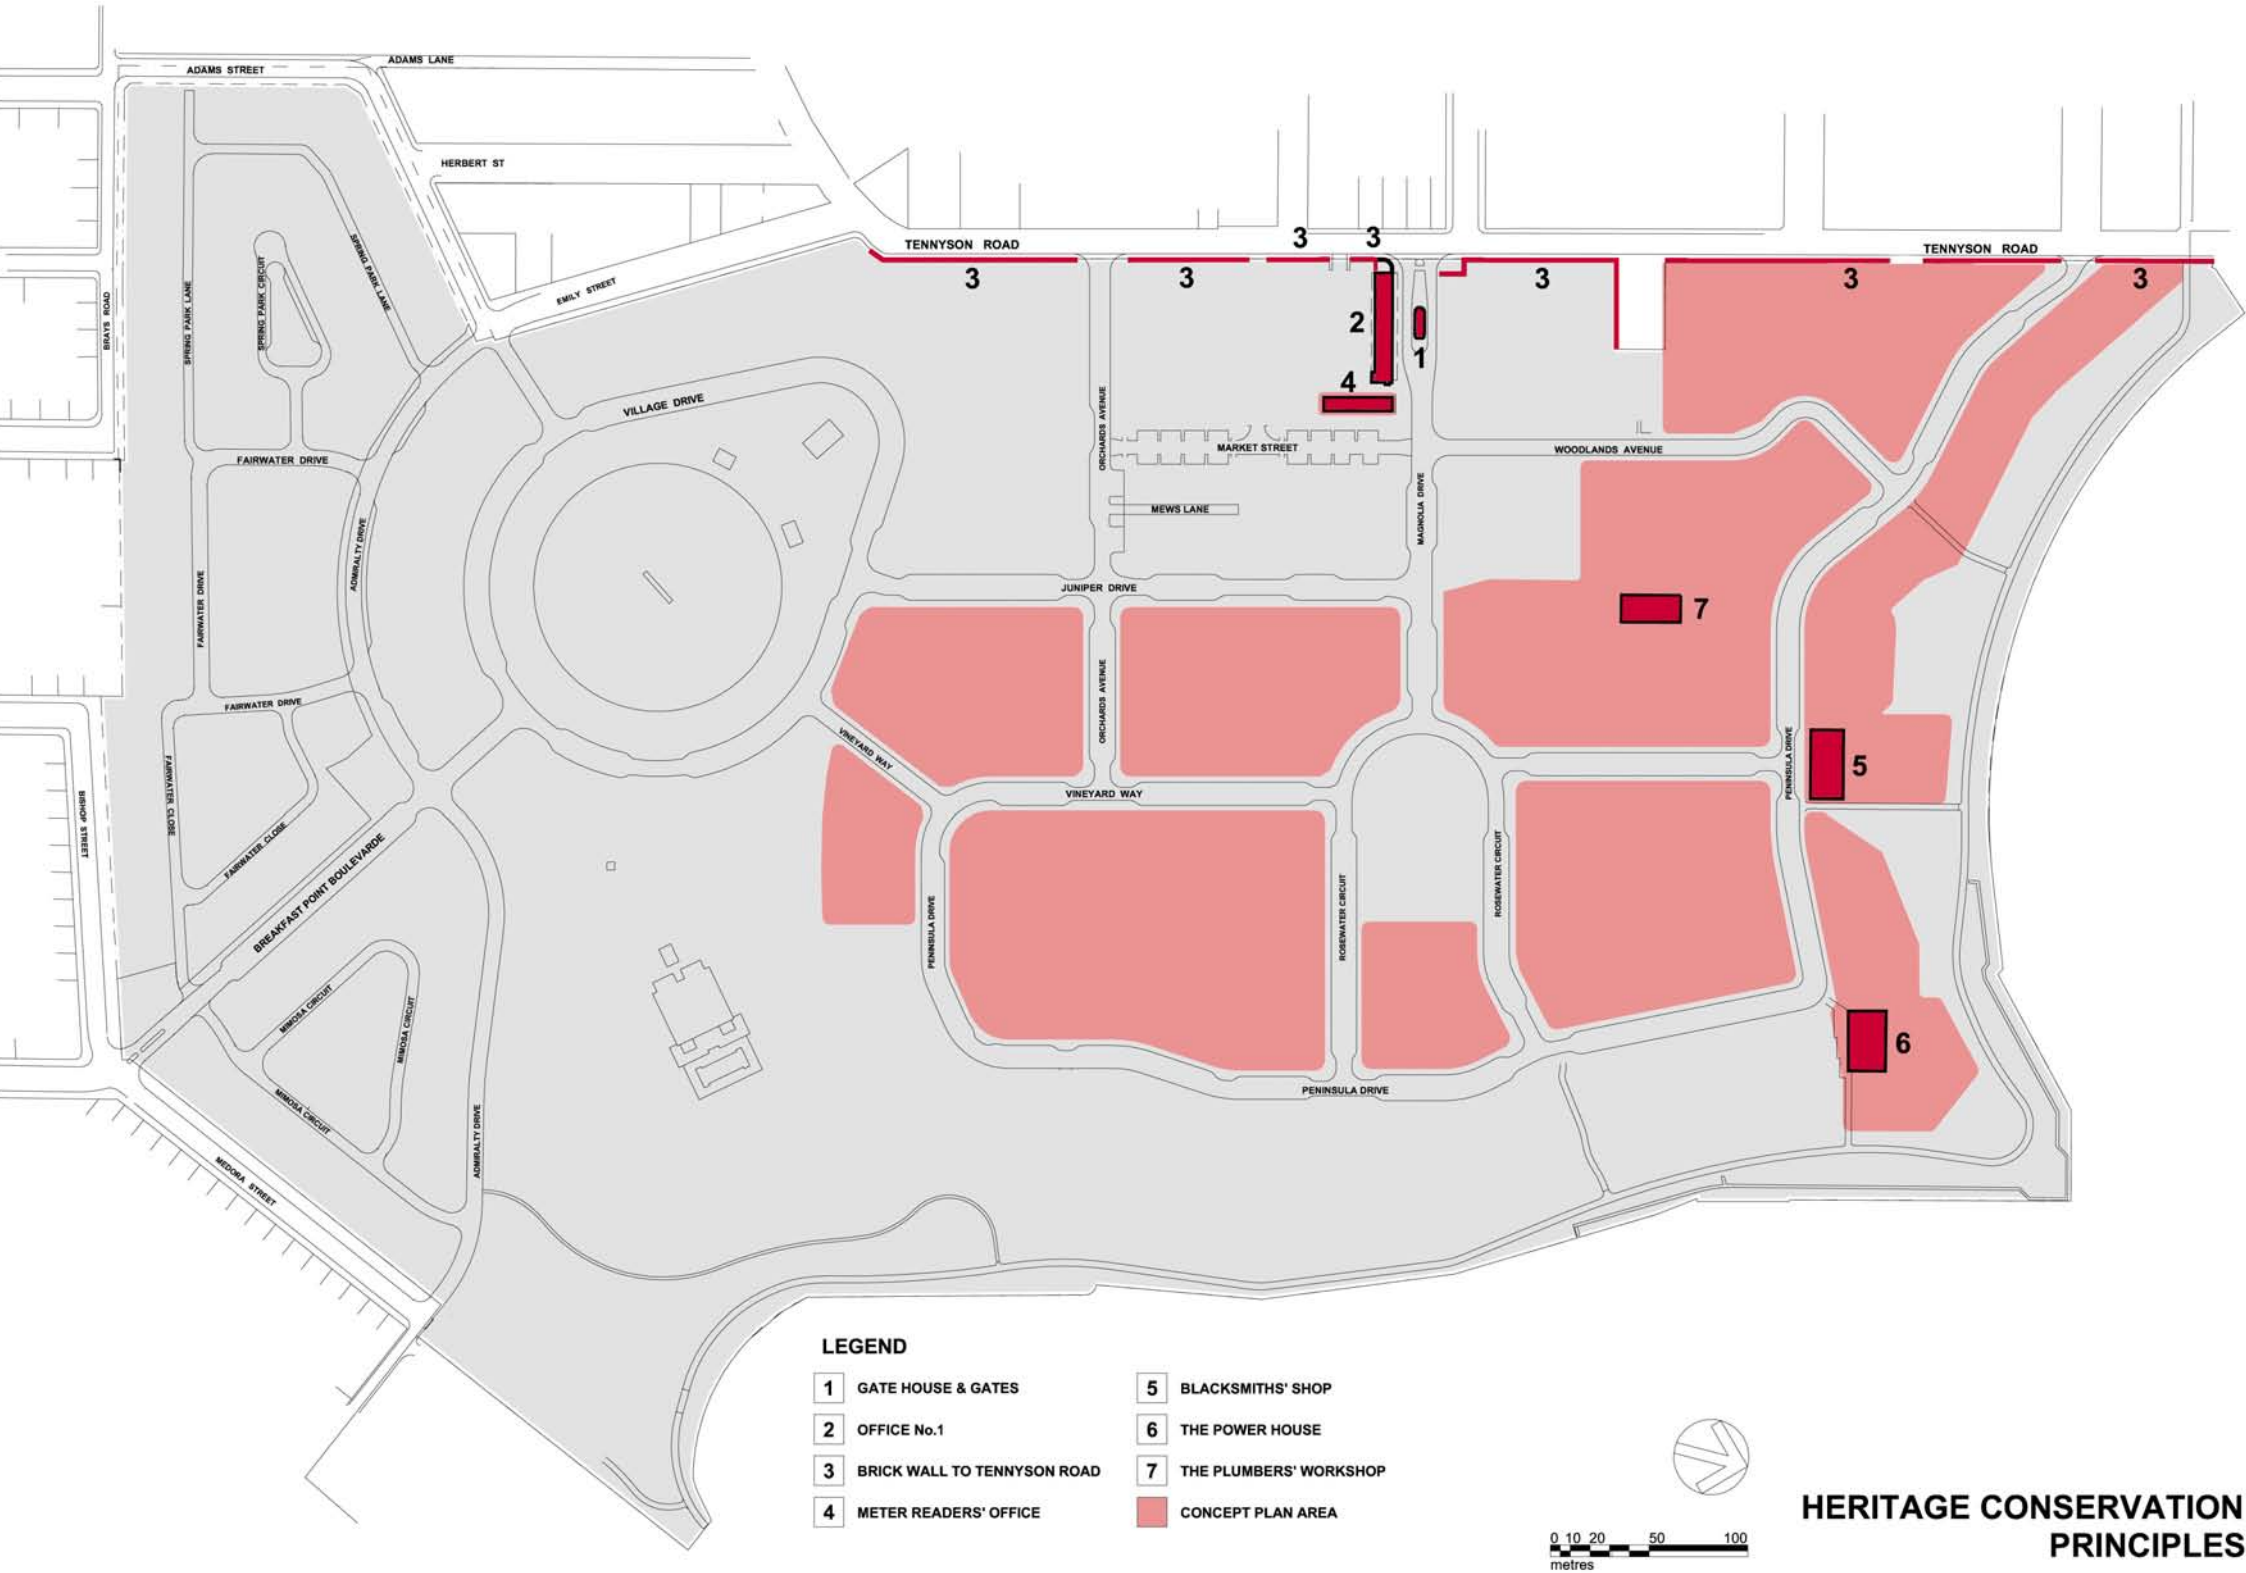 ADAMS LANE
ADAMS STREET
HERBERT ST
BRAYS ROAD
SPRING PARK LANE
SPRING PARK CIRCUIT
SPRING PARK LANE
EMILY STREET
TENNYSON ROAD
3
3
TENNYSON ROAD
3
3
3
3
3
2
1
4
VILLAGE DRIVE
ORCHARDS AVENUE
MARKET STREET
WOODLANDS AVENUE
FAIRWATER DRIVE
MEWS LANE
MAGNOLIA DRIVE
ADMIRALTY DRIVE
FAIRWATER DRIVE
JUNIPER DRIVE
7
FAIRWATER DRIVE
ORCHARDS AVENUE
VINEYARD WAY
PENINSULA DRIVE
5
FAIRWATER CLOSE
BISHOP STREET
VINEYARD WAY
FAIRWATER CLOSE
BREAKFAST POINT BOULEVARDE
ROSEWATER CIRCUIT
ROSEWATER CIRCUIT
PENINSULA DRIVE
MIMOSA CIRCUIT
MIMOSA CIRCUIT
6
PENINSULA DRIVE
MIMOSA CIRCUIT
ADMIRALTY DRIVE
MEDORA STREET
LEGEND
1 GATE HOUSE & GATES
2 OFFICE No.1
3 BRICK WALL TO TENNYSON ROAD
4 METER READERS' OFFICE
5 BLACKSMITHS' SHOP
6 THE POWER HOUSE
7 THE PLUMBERS' WORKSHOP
CONCEPT PLAN AREA
0 10 20 50 100
metres
HERITAGE CONSERVATION
PRINCIPLES